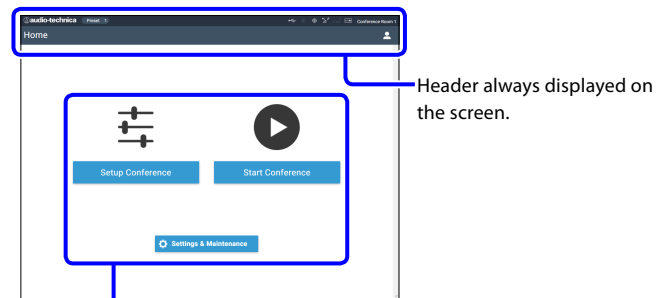 audio-technica Preset 1 Conference Room 1
Home
Header always displayed on
the screen.
Setup Conference Start Conference
Settings & Maintenance